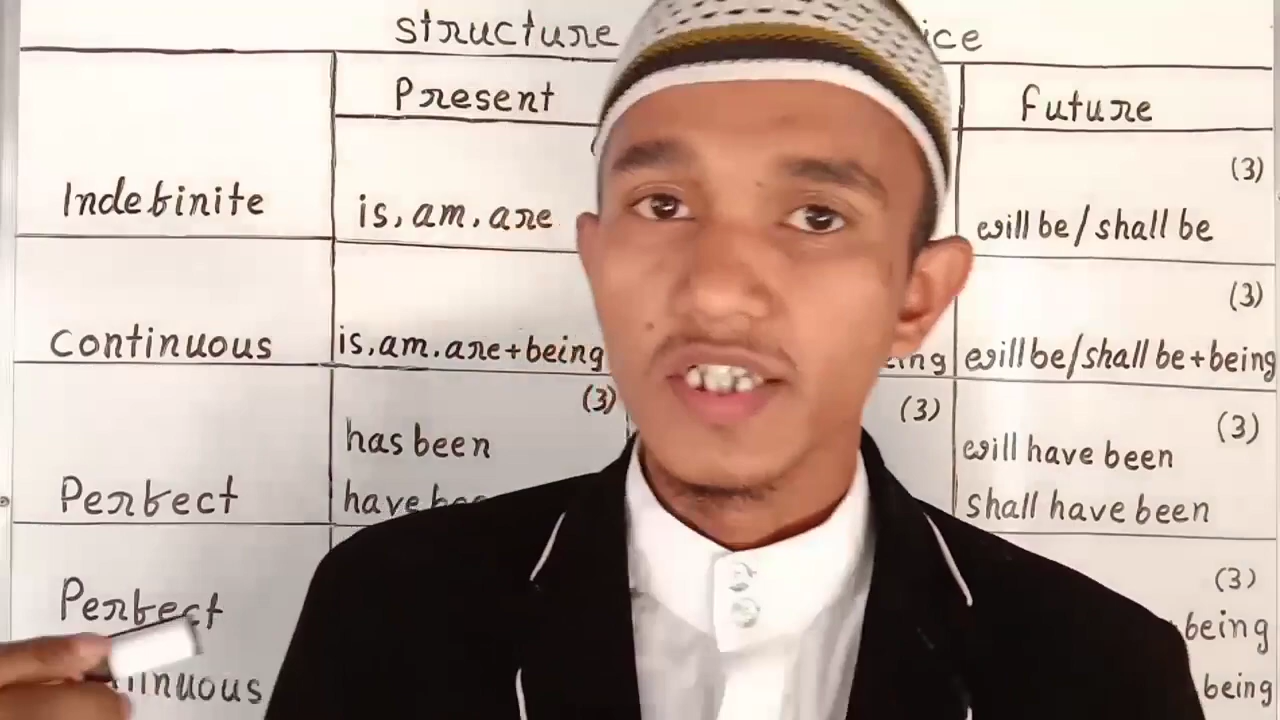 structure ice
Present Future
Indefinite is, am, are (3) will be / shall be
Continuous is, am, are + being (3) will be/shall be + being
Perfect has been (3) (3) will have been (3)
have shall have been
Perfect (3)
being
being